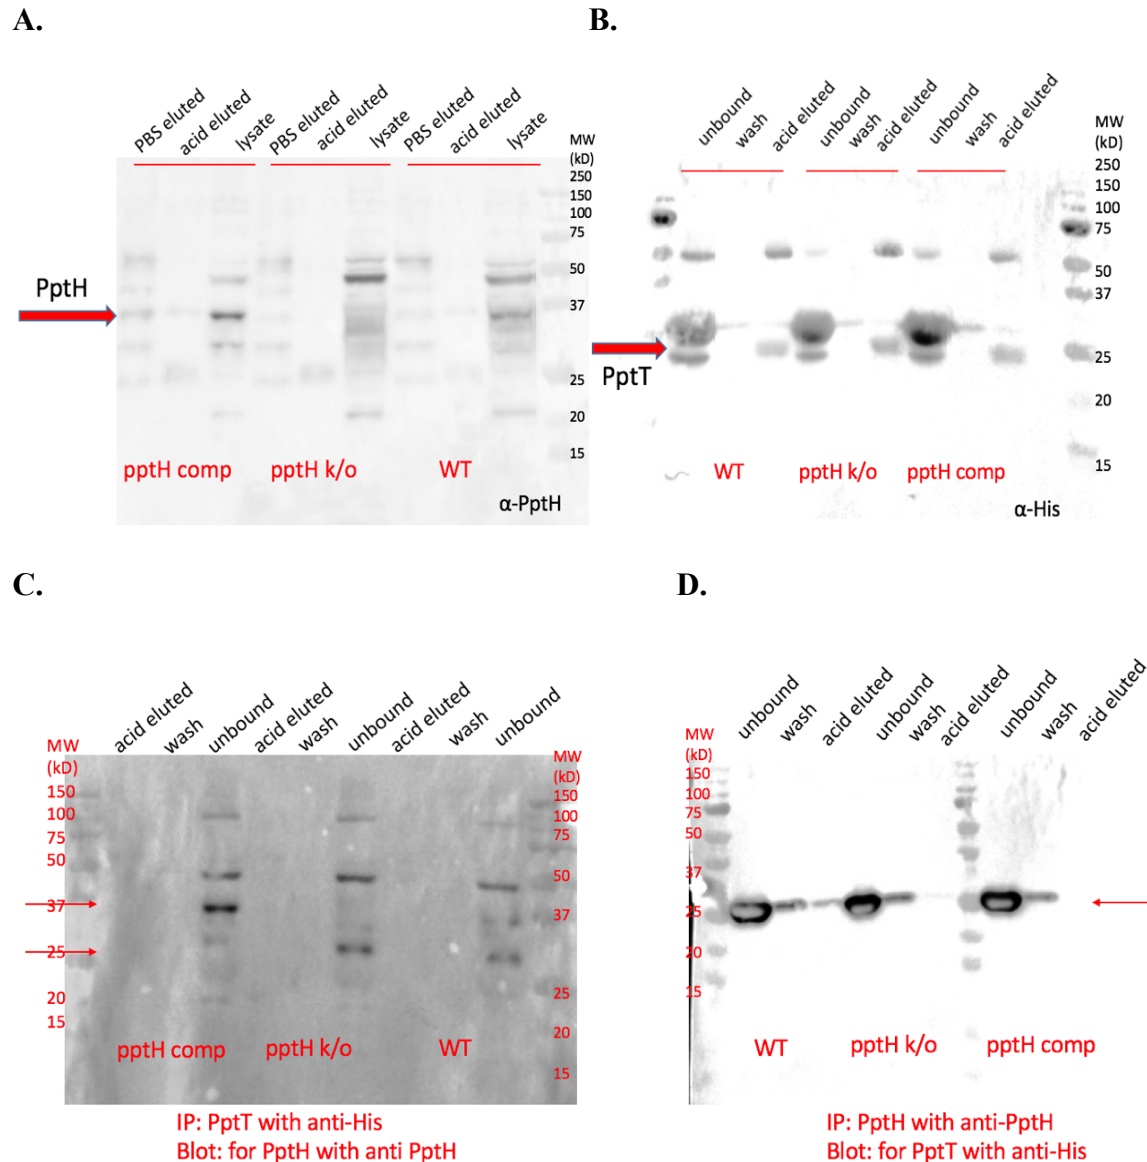 A.
PBS eluted
acid eluted
lysate
PBS eluted
acid eluted
lysate
PBS eluted
acid eluted
lysate
MW
(kD)
250
150
100
75
50
37
25
20
15
PptH
pptH comp
pptH k/o
WT
α-PptH
B.
unbound
wash
acid eluted
unbound
wash
acid eluted
unbound
wash
acid eluted
MW
(kD)
250
150
100
75
50
37
25
20
15
PptT
WT
pptH k/o
pptH comp
α-His
C.
acid eluted
wash
unbound
acid eluted
wash
unbound
acid eluted
wash
unbound
MW
(kD)
150
100
75
50
37
25
20
15
MW
(kD)
150
100
75
50
37
25
20
15
pptH comp
pptH k/o
WT
IP: PptT with anti-His
Blot: for PptH with anti PptH
D.
unbound
wash
acid eluted
unbound
wash
acid eluted
unbound
wash
acid eluted
MW
(kD)
150
100
75
50
37
25
20
15
WT
pptH k/o
pptH comp
IP: PptH with anti-PptH
Blot: for PptT with anti-His